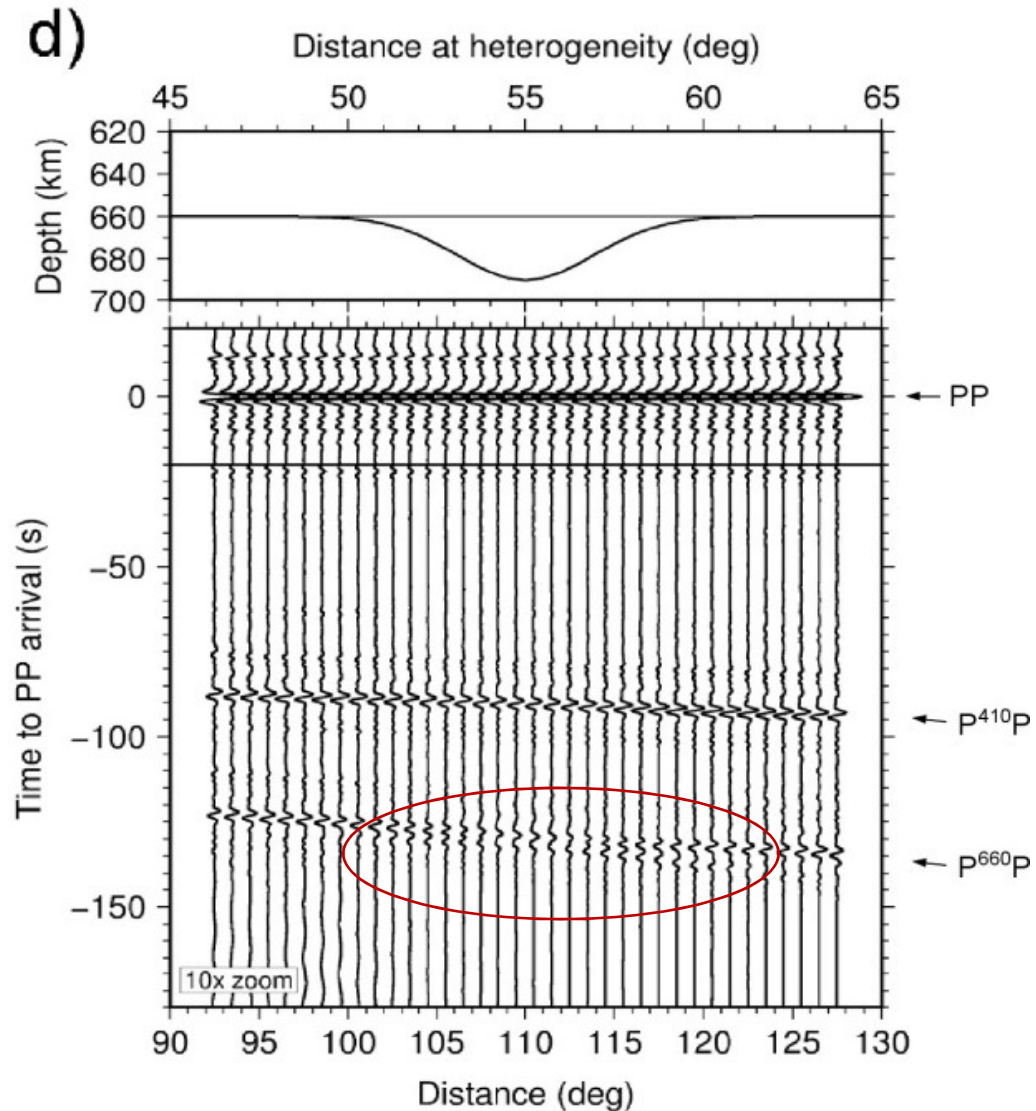 d)
Distance at heterogeneity (deg)
45 50 55 60 65
Depth (km)
620
640
660
680
700
Time to PP arrival (s)
0
−50
−100
−150
PP
P⁴¹⁰P
P⁶⁶⁰P
10x zoom
90 95 100 105 110 115 120 125 130
Distance (deg)